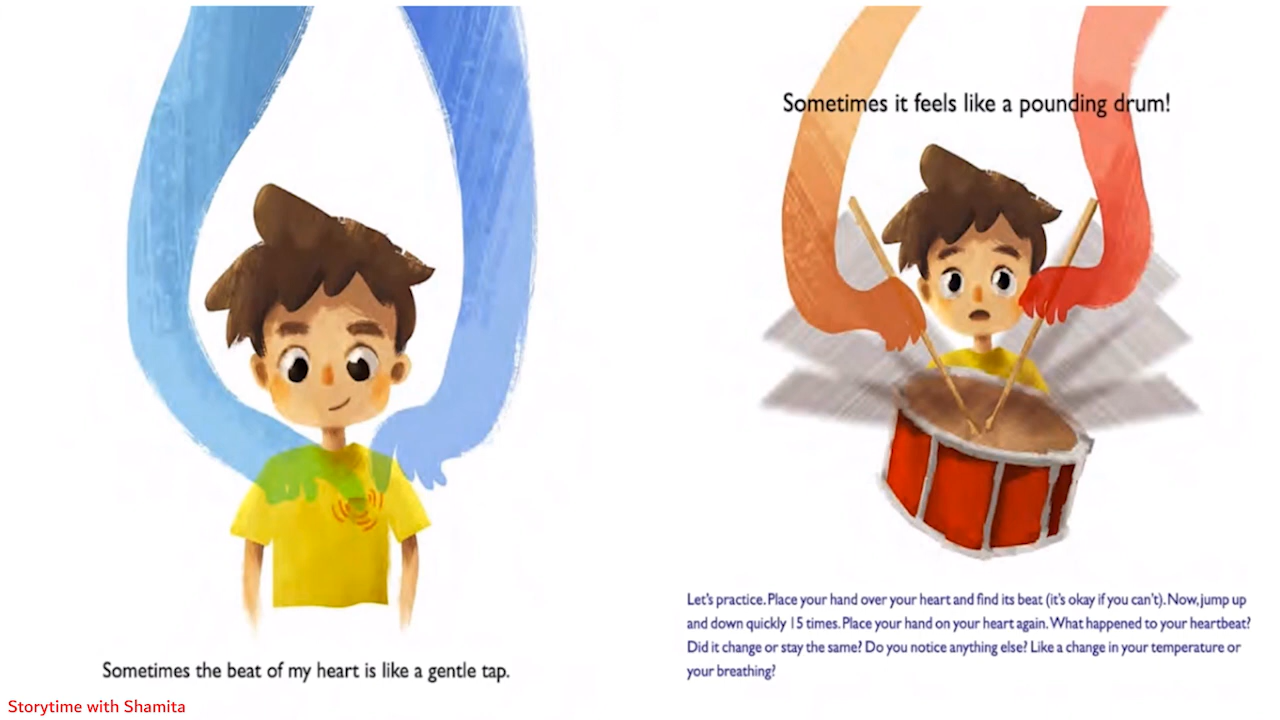 Sometimes the beat of my heart is like a gentle tap.
Sometimes it feels like a pounding drum!
Let's practice. Place your hand over your heart and find its beat (it's okay if you can't). Now, jump up
and down quickly 15 times. Place your hand on your heart again. What happened to your heartbeat?
Did it change or stay the same? Do you notice anything else? Like a change in your temperature or
your breathing?
Storytime with Shamita